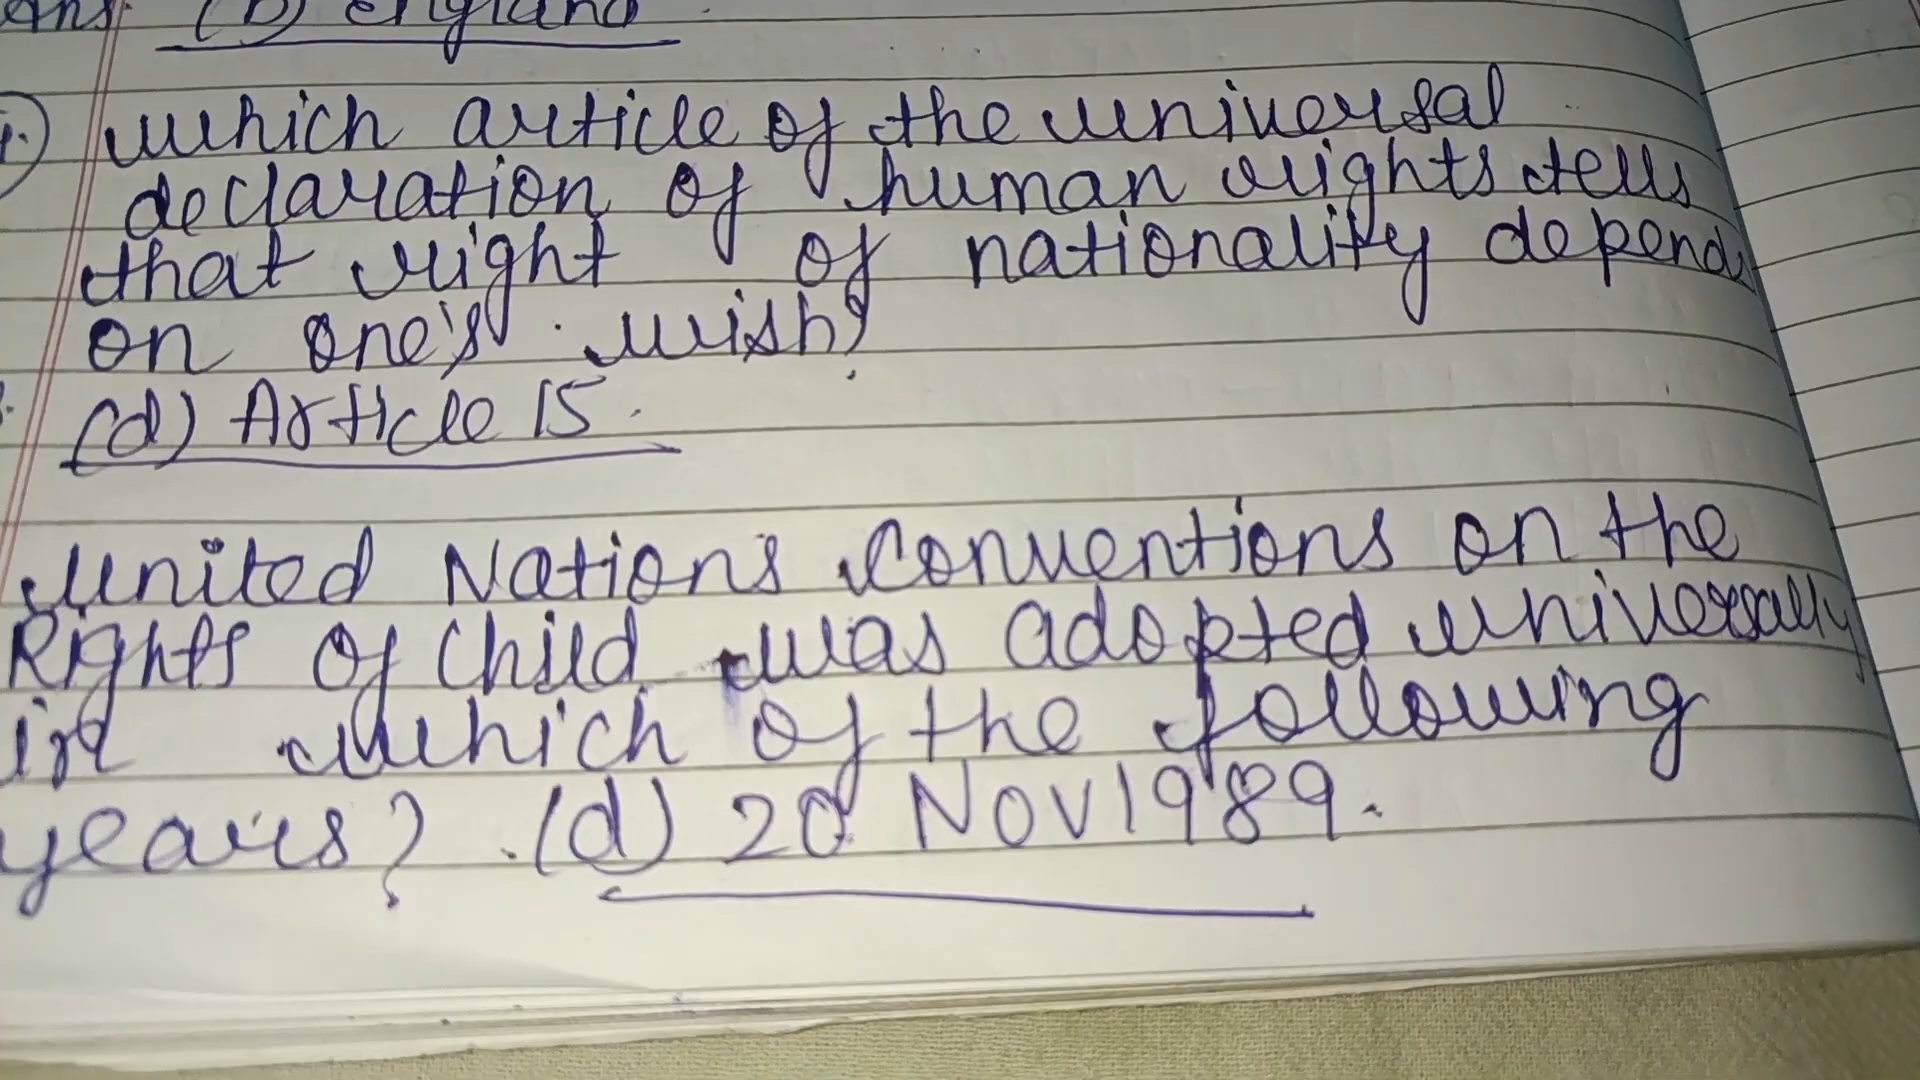 Ans. (b) england
i.) which article of the universal
declaration of human rights tells
that right of nationality depends
on one's wish?
(d) Article 15.
United Nations Conventions on the
Rights of Child was adopted universally
in which of the following
years? (d) 20 Nov 1989.